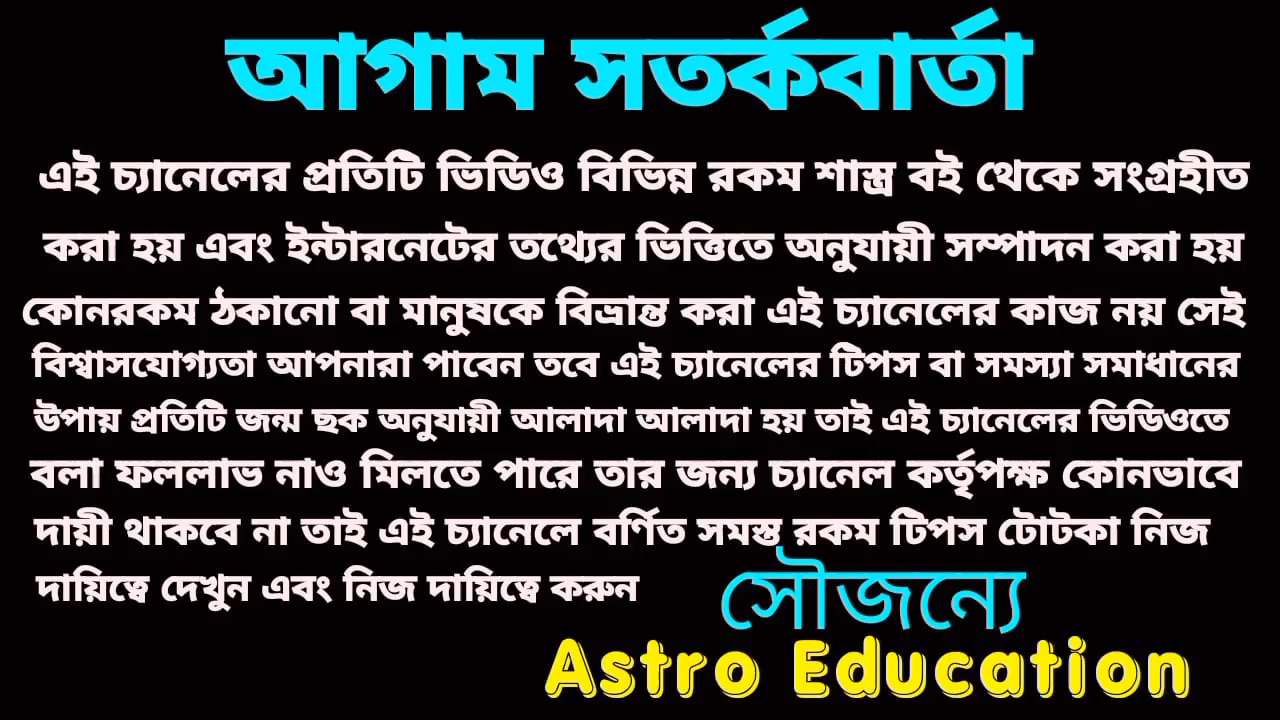 আগাম সতর্কবার্তা
এই চ্যানেলের প্রতিটি ভিডিও বিভিন্ন রকম শাস্ত্র বই থেকে সংগ্রহীত
করা হয় এবং ইন্টারনেটের তথ্যের ভিত্তিতে অনুযায়ী সম্পাদন করা হয়
কোনরকম ঠকানো বা মানুষকে বিভ্রান্ত করা এই চ্যানেলের কাজ নয় সেই
বিশ্বাসযোগ্যতা আপনারা পাবেন তবে এই চ্যানেলের টিপস বা সমস্যা সমাধানের
উপায় প্রতিটি জন্ম ছক অনুযায়ী আলাদা আলাদা হয় তাই এই চ্যানেলের ভিডিওতে
বলা ফললাভ নাও মিলতে পারে তার জন্য চ্যানেল কর্তৃপক্ষ কোনভাবে
দায়ী থাকবে না তাই এই চ্যানেলে বর্ণিত সমস্ত রকম টিপস টোটকা নিজ
দায়িত্বে দেখুন এবং নিজ দায়িত্বে করুন
সৌজন্যে
Astro Education